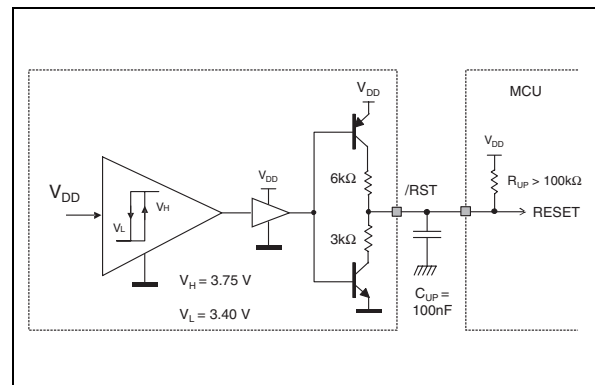 MCU
V_DD
V_DD
R_UP > 100kΩ
6kΩ
/RST
V_DD
V_DD
V_H
V_L
RESET
3kΩ
V_H = 3.75 V
V_L = 3.40 V
C_UP =
100nF